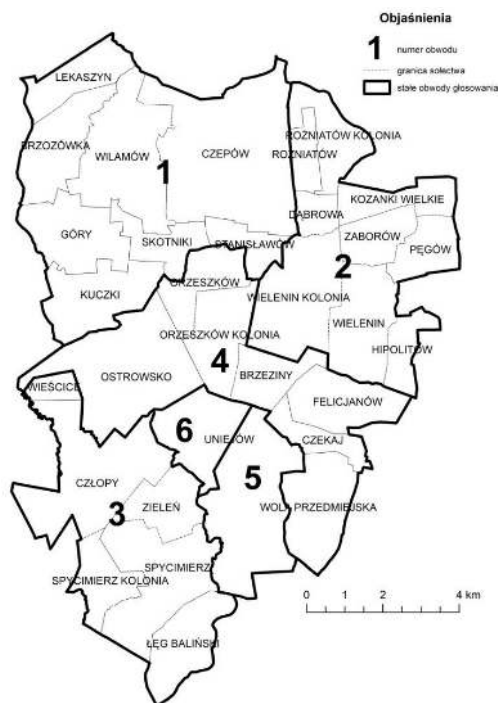 Objaśnienia
1 numer obwodu
granica sołectwa
stałe obwody głosowania
LEKASZYN
BRZOZÓWKA
WILAMÓW
CZEPÓW
ROŻNIATÓW KOLONIA
ROŻNIATÓW
1
DĄBROWA
KOZANKI WIELKIE
GÓRY
SKOTNIKI
STANISŁAWÓW
ZABORÓW
PĘGÓW
2
ORZESZKÓW
KUCZKI
WIELENIN KOLONIA
WIELENIN
ORZESZKÓW KOLONIA
HIPOLITÓW
4
OSTROWSKO
BRZEZINY
WIEŚCICE
FELICJANÓW
6
UNIEJÓW
CZEKAJ
5
CZŁOPY
ZIELEŃ
WOLA PRZEDMIEJSKA
3
SPYCIMIERZ
SPYCIMIERZ KOLONIA
ŁĘG BALIŃSKI
0 1 2 4 km